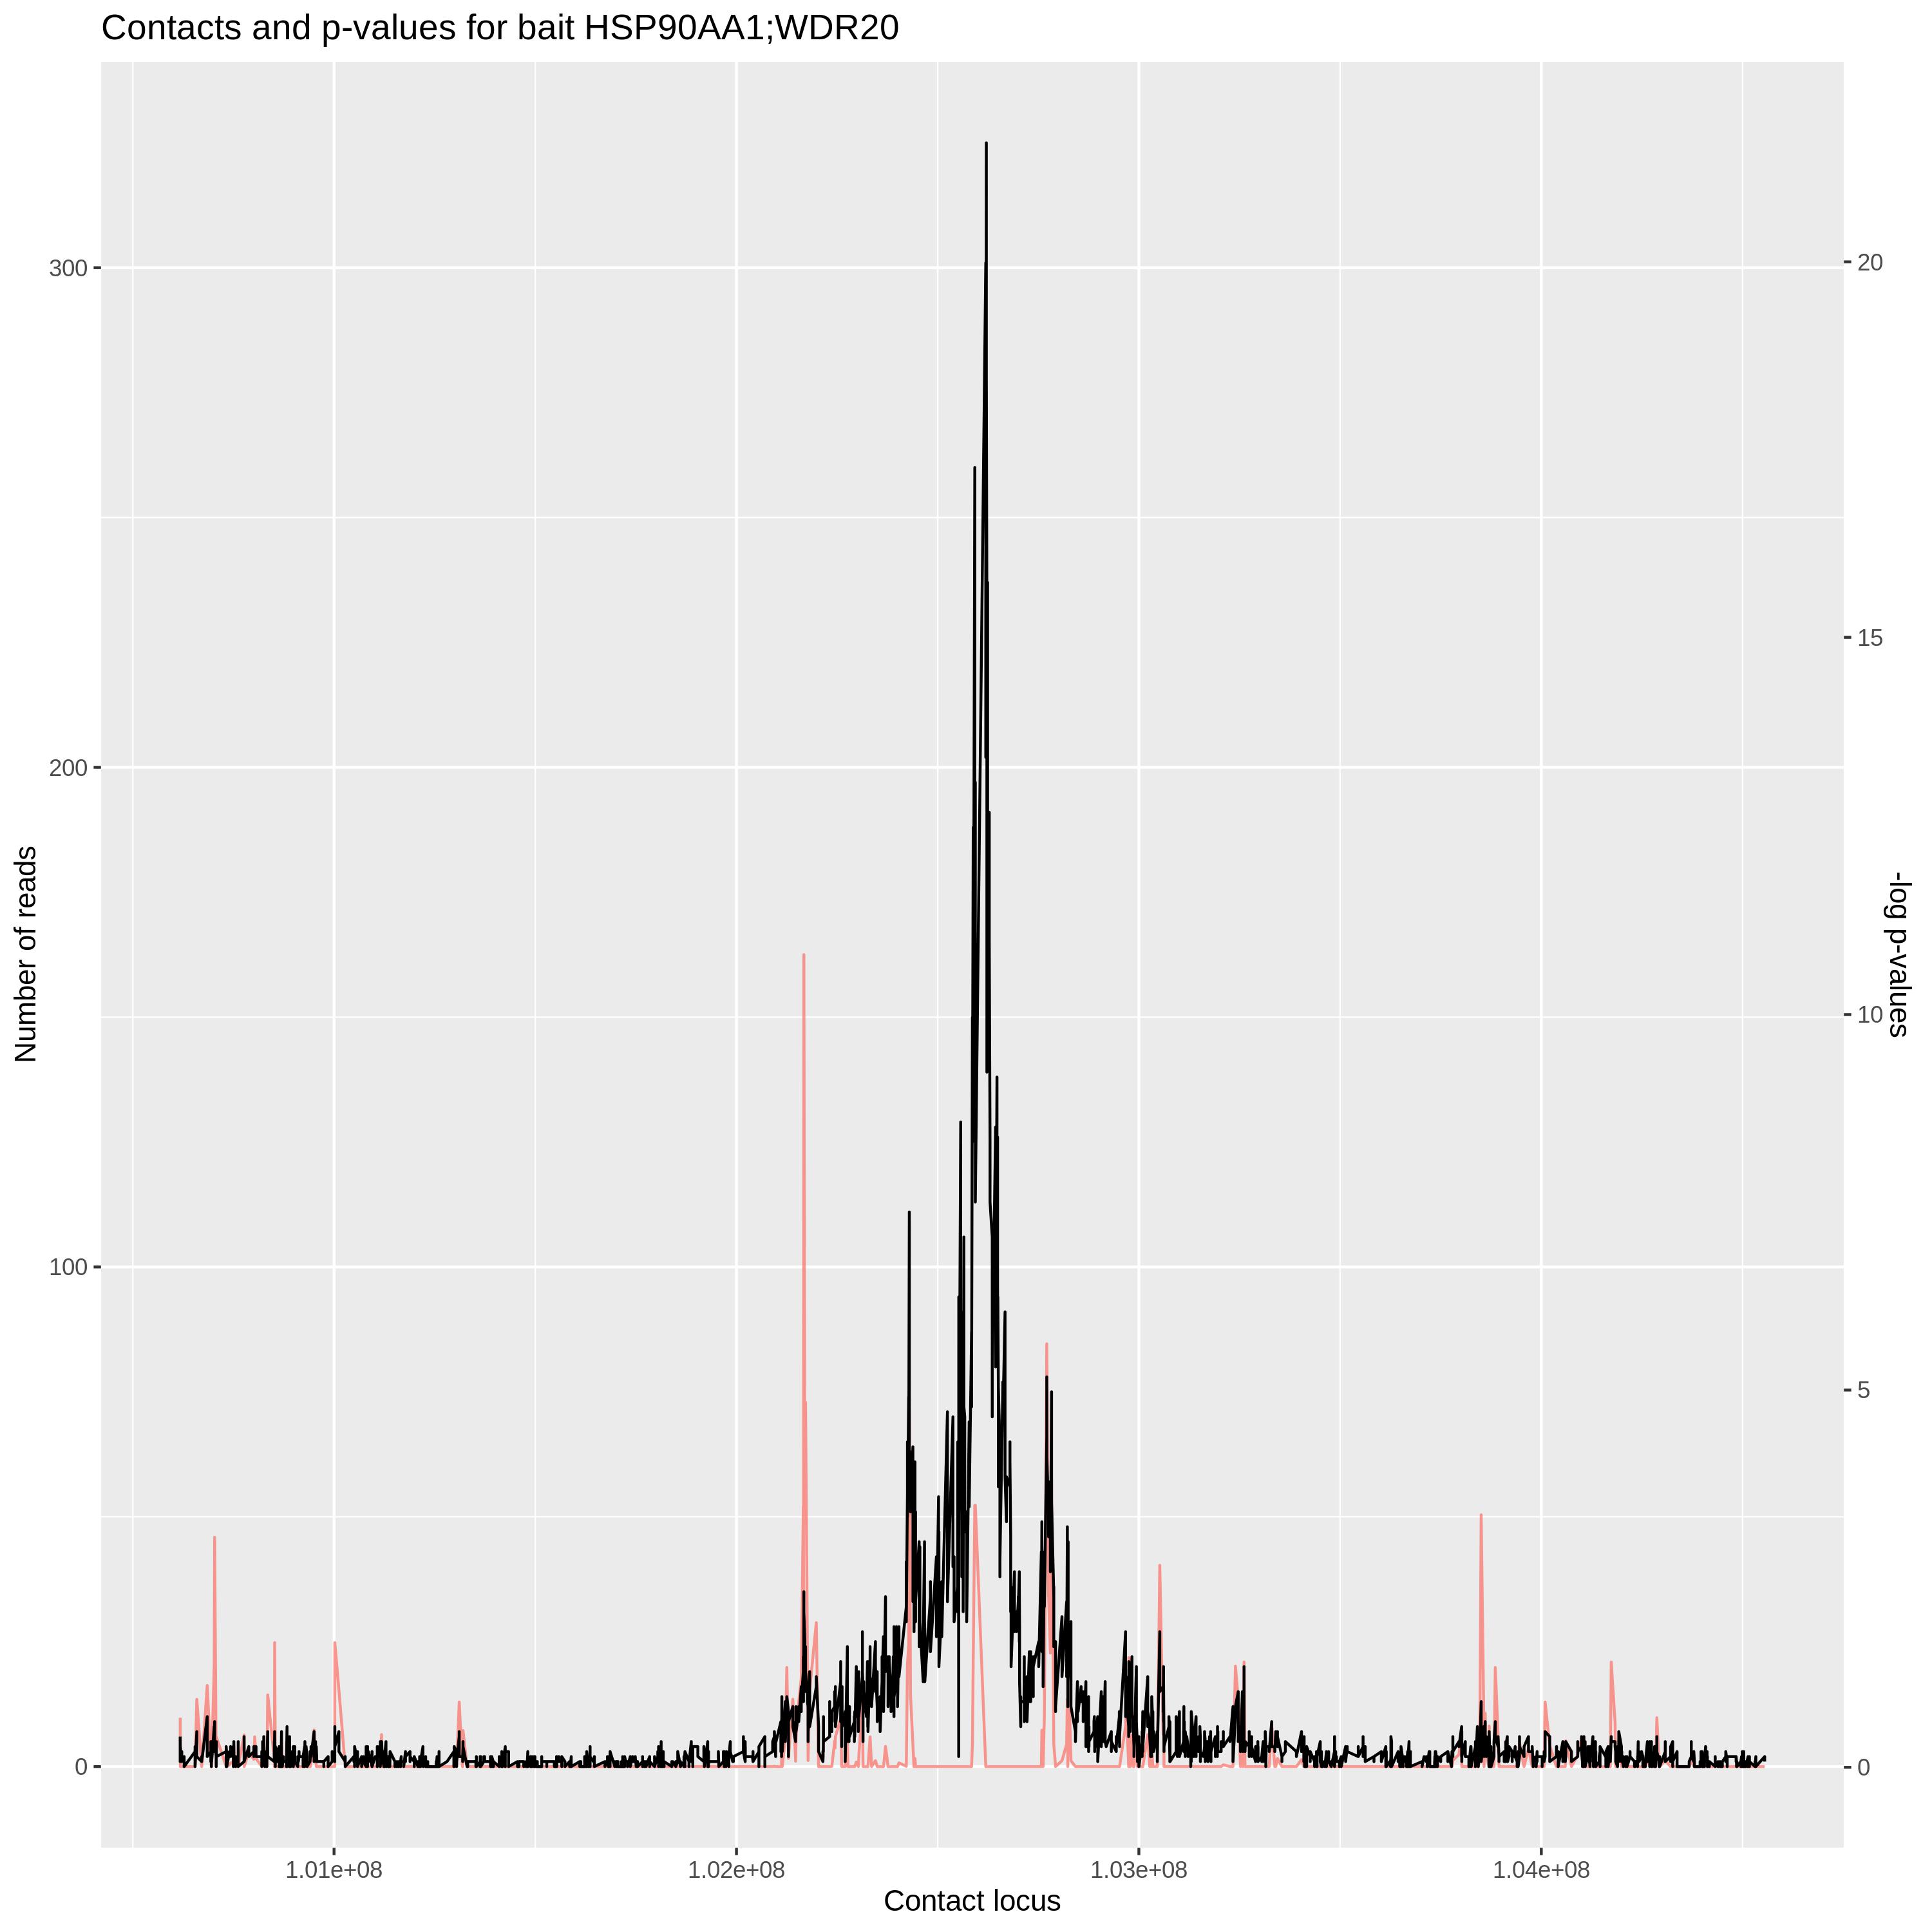 Contacts and p-values for bait HSP90AA1;WDR20
300
200
100
0
Number of reads
20
15
10
5
0
-log p-values
1.01e+08
1.02e+08
1.03e+08
1.04e+08
Contact locus